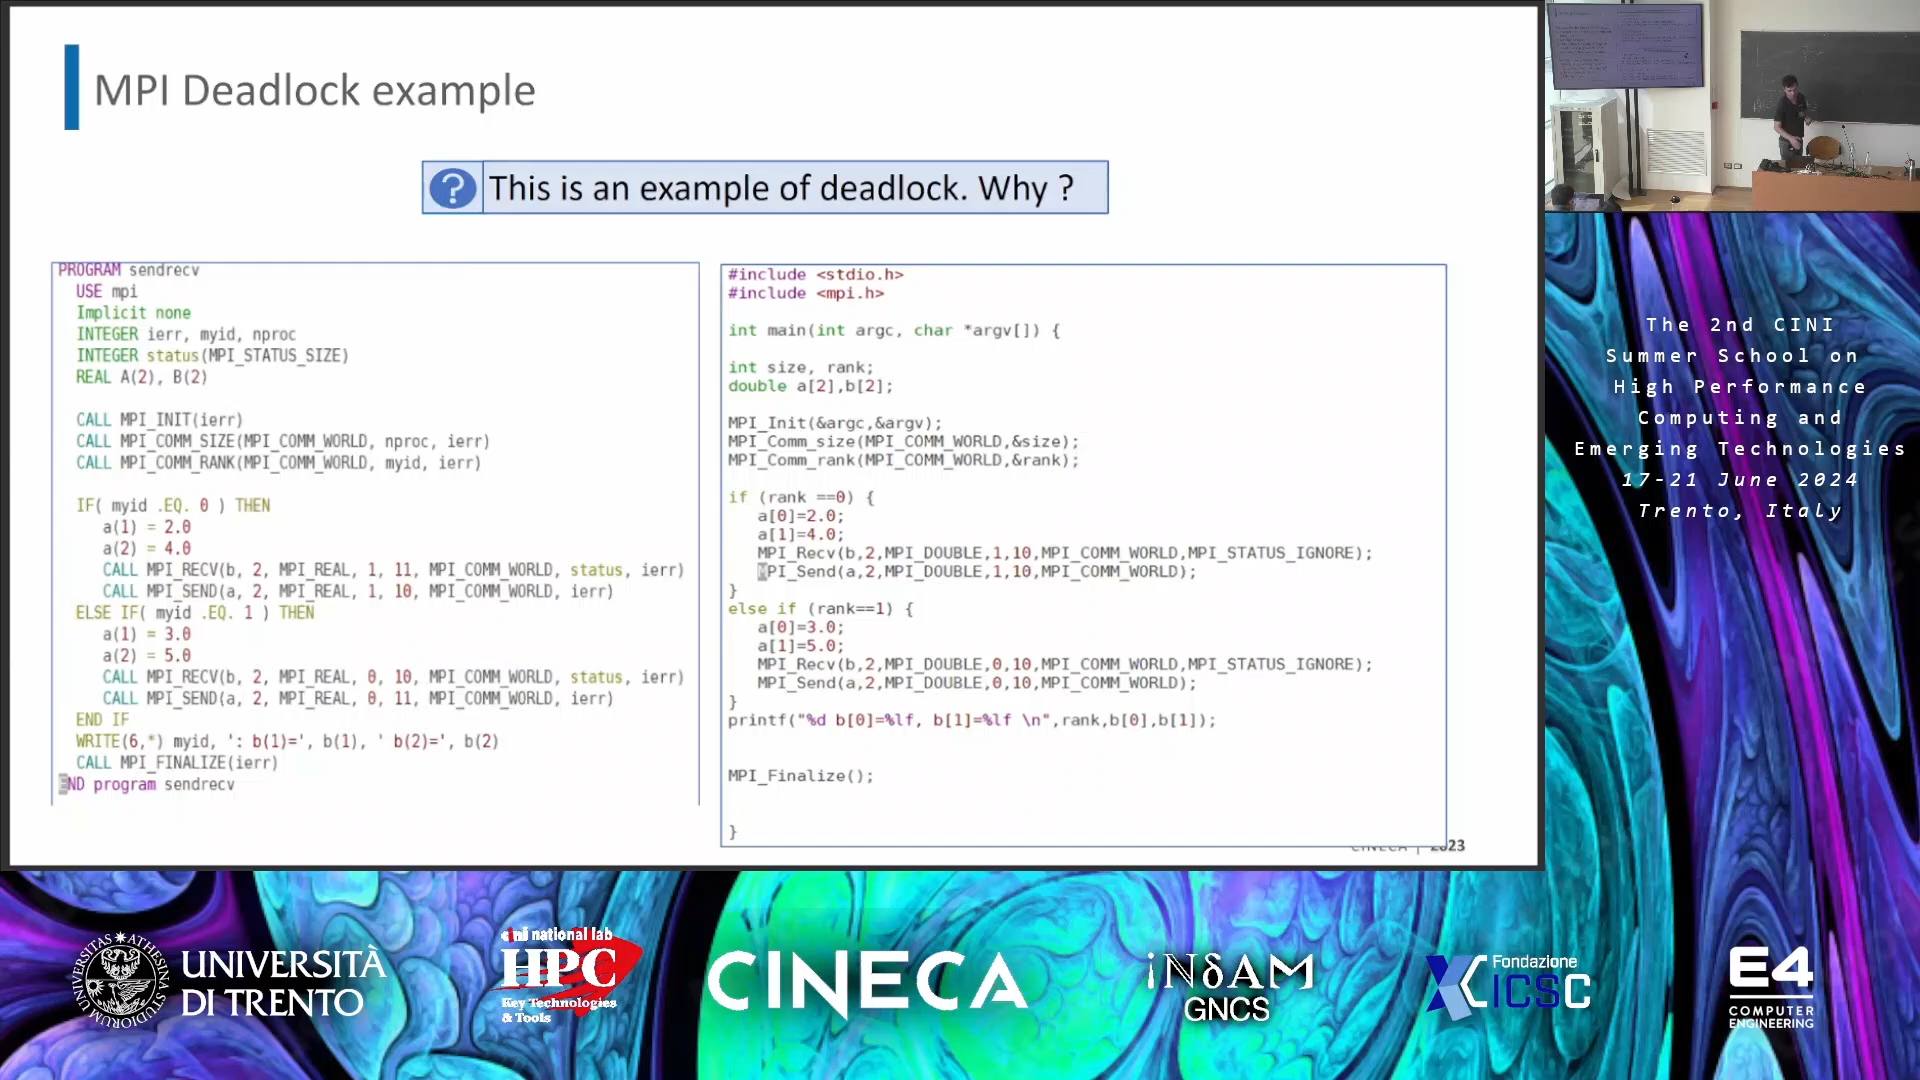 MPI Deadlock example
? This is an example of deadlock. Why ?
PROGRAM sendrecv
USE mpi
Implicit none
INTEGER ierr, myid, nproc
INTEGER status(MPI_STATUS_SIZE)
REAL A(2), B(2)
CALL MPI_INIT(ierr)
CALL MPI_COMM_SIZE(MPI_COMM_WORLD, nproc, ierr)
CALL MPI_COMM_RANK(MPI_COMM_WORLD, myid, ierr)
IF( myid .EQ. 0 ) THEN
a(1) = 2.0
a(2) = 4.0
CALL MPI_RECV(b, 2, MPI_REAL, 1, 11, MPI_COMM_WORLD, status, ierr)
CALL MPI_SEND(a, 2, MPI_REAL, 1, 10, MPI_COMM_WORLD, ierr)
ELSE IF( myid .EQ. 1 ) THEN
a(1) = 3.0
a(2) = 5.0
CALL MPI_RECV(b, 2, MPI_REAL, 0, 10, MPI_COMM_WORLD, status, ierr)
CALL MPI_SEND(a, 2, MPI_REAL, 0, 11, MPI_COMM_WORLD, ierr)
END IF
WRITE(6,*) myid, ': b(1)=', b(1), ' b(2)=', b(2)
CALL MPI_FINALIZE(ierr)
END program sendrecv
#include <stdio.h>
#include <mpi.h>
int main(int argc, char *argv[]) {
int size, rank;
double a[2],b[2];
MPI_Init(&argc,&argv);
MPI_Comm_size(MPI_COMM_WORLD,&size);
MPI_Comm_rank(MPI_COMM_WORLD,&rank);
if (rank ==0) {
a[0]=2.0;
a[1]=4.0;
MPI_Recv(b,2,MPI_DOUBLE,1,10,MPI_COMM_WORLD,MPI_STATUS_IGNORE);
MPI_Send(a,2,MPI_DOUBLE,1,10,MPI_COMM_WORLD);
}
else if (rank==1) {
a[0]=3.0;
a[1]=5.0;
MPI_Recv(b,2,MPI_DOUBLE,0,10,MPI_COMM_WORLD,MPI_STATUS_IGNORE);
MPI_Send(a,2,MPI_DOUBLE,0,10,MPI_COMM_WORLD);
}
printf("%d b[0]=%lf, b[1]=%lf \n",rank,b[0],b[1]);
MPI_Finalize();
}
CINECA | 2023
The 2nd CINI
Summer School on
High Performance
Computing and
Emerging Technologies
17-21 June 2024
Trento, Italy
UNIVERSITÀ
DI TRENTO
cini national lab
HPC
Key Technologies
& Tools
CINECA
iNδAM
GNCS
Fondazione
ICSC
E4
COMPUTER
ENGINEERING